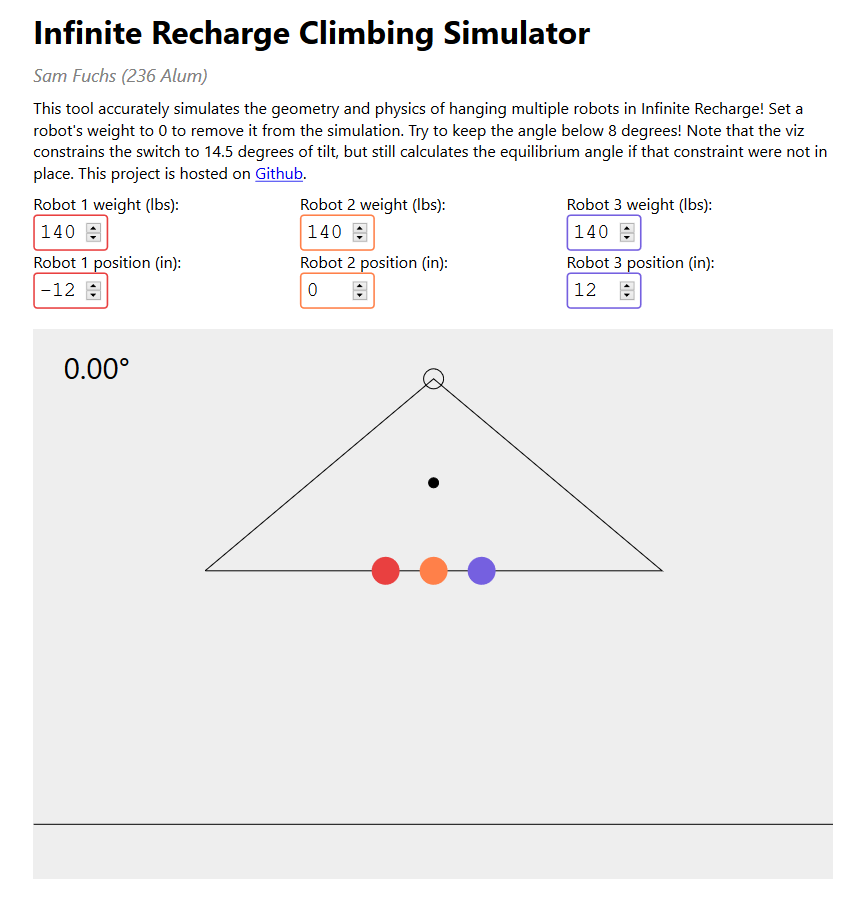 Infinite Recharge Climbing Simulator
Sam Fuchs (236 Alum)
This tool accurately simulates the geometry and physics of hanging multiple robots in Infinite Recharge! Set a
robot's weight to 0 to remove it from the simulation. Try to keep the angle below 8 degrees! Note that the viz
constrains the switch to 14.5 degrees of tilt, but still calculates the equilibrium angle if that constraint were not in
place. This project is hosted on Github.
Robot 1 weight (lbs): Robot 2 weight (lbs): Robot 3 weight (lbs):
140 140 140
Robot 1 position (in): Robot 2 position (in): Robot 3 position (in):
-12 0 12
0.00°